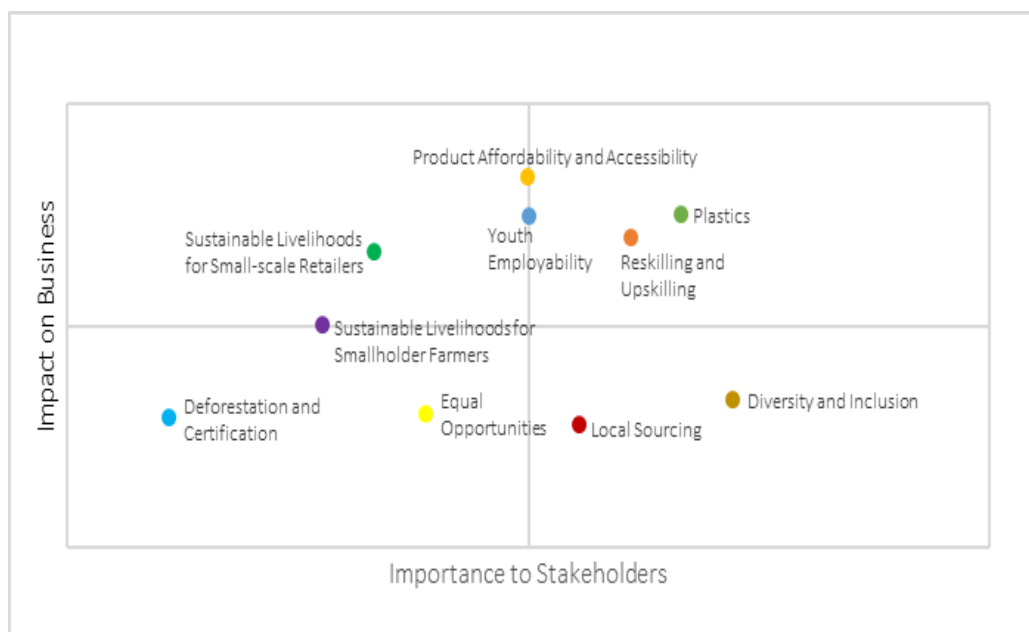 Product Affordability and Accessibility
Plastics
Youth
Employability
Sustainable Livelihoods
for Small-scale Retailers
Reskilling and
Upskilling
Sustainable Livelihoods for
Smallholder Farmers
Deforestation and
Certification
Equal
Opportunities
Local Sourcing
Diversity and Inclusion
Impact on Business
Importance to Stakeholders